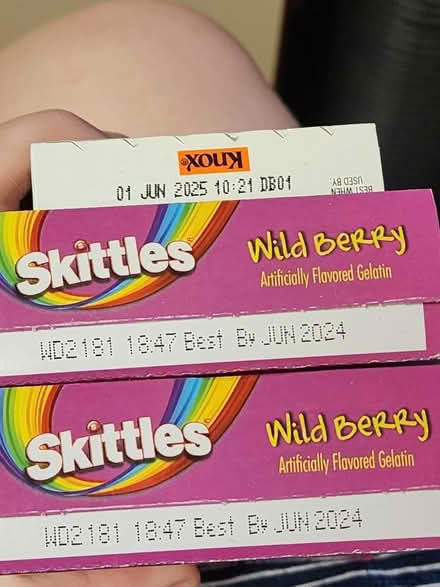 Knox®
01 JUN 2025 10:21 DB01
BEST WHEN
USED BY:
Skittles
Wild Berry
Artificially Flavored Gelatin
WD2181 18:47 Best By JUN 2024
Skittles
Wild Berry
Artificially Flavored Gelatin
WD2181 18:47 Best By JUN 2024